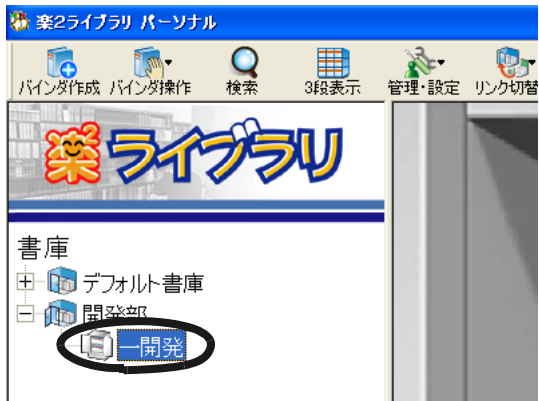 楽2ライブラリ パーソナル
バインダ作成 バインダ操作 検索 3段表示 管理・設定 リンク切替
楽 ライブラリ
書庫
デフォルト書庫
開発部
一開発